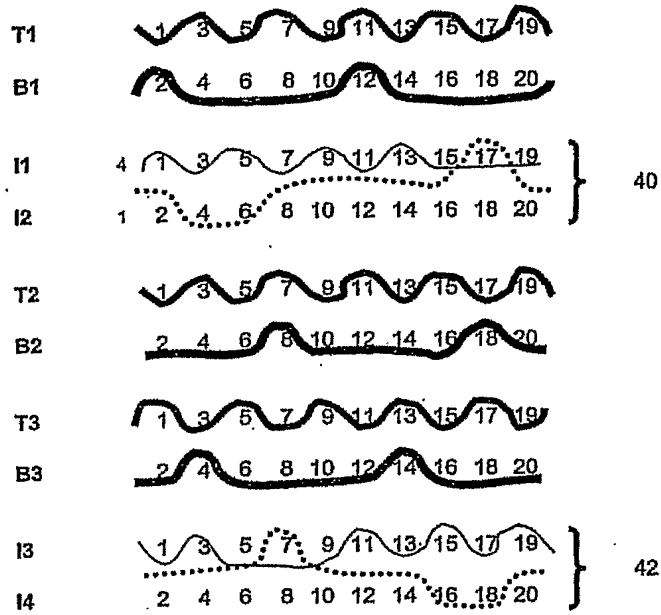 T1 1 3 5 7 9 11 13 15 17 19
B1 2 4 6 8 10 12 14 16 18 20
I1 4 1 3 5 7 9 11 13 15 17 19
40
I2 1 2 4 6 8 10 12 14 16 18 20
T2 1 3 5 7 9 11 13 15 17 19
B2 2 4 6 8 10 12 14 16 18 20
T3 1 3 5 7 9 11 13 15 17 19
B3 2 4 6 8 10 12 14 16 18 20
I3 1 3 5 7 9 11 13 15 17 19
42
I4 2 4 6 8 10 12 14 16 18 20